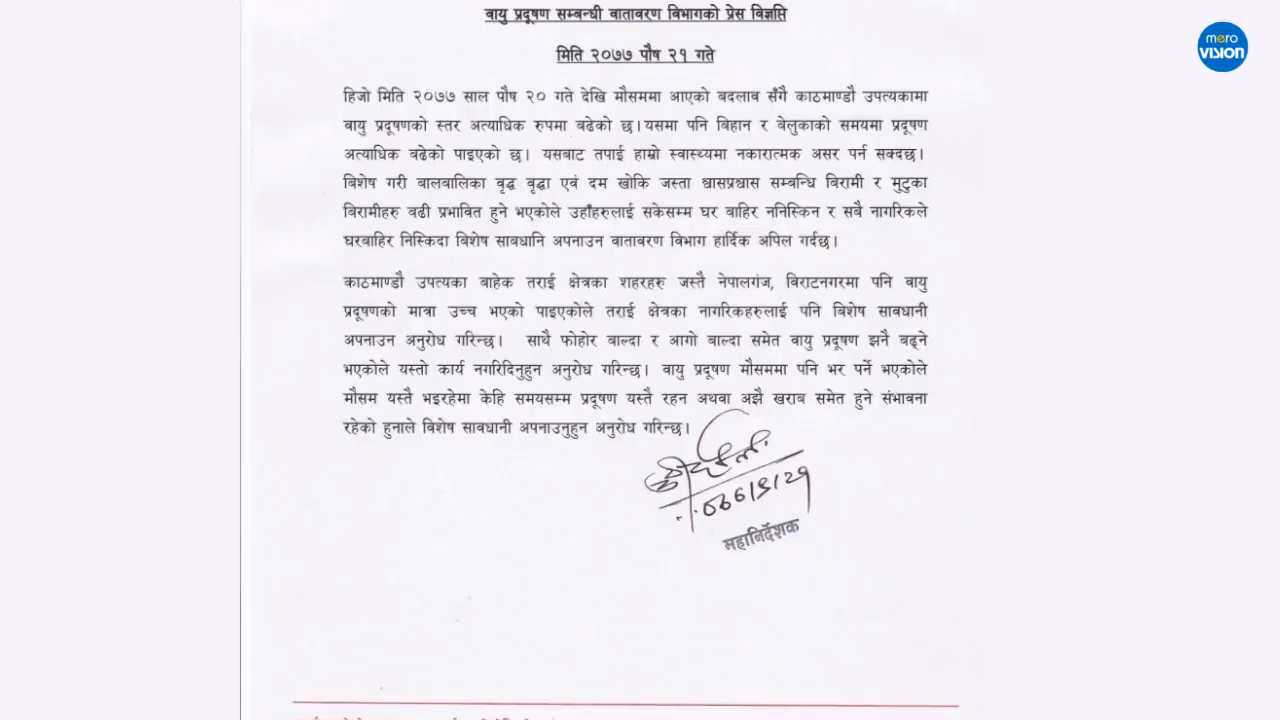 वायु प्रदूषण सम्बन्धी वातावरण विभागको प्रेस विज्ञप्ति
mero
VISION
मिति २०७७ पौष २१ गते
हिजो मिति २०७७ साल पौष २० गते देखि मौसममा आएको बदलाव सँगै काठमाण्डौ उपत्यकामा
वायु प्रदूषणको स्तर अत्याधिक रुपमा बढेको छ।यसमा पनि बिहान र बेलुकाको समयमा प्रदूषण
अत्याधिक बढेको पाइएको छ। यसबाट तपाई हाम्रो स्वास्थ्यमा नकारात्मक असर पर्न सक्दछ।
विशेष गरी बालबालिका वृद्ध वृद्धा एवं दम खोकि जस्ता श्वासप्रश्वास सम्बन्धि बिरामी र मुटुका
बिरामीहरु बढी प्रभावित हुने भएकोले उहाँहरुलाई सकेसम्म घर बाहिर ननिस्किन र सबै नागरिकले
घरबाहिर निस्किदा विशेष साबधानि अपनाउन वातावरण विभाग हार्दिक अपिल गर्दछ।
काठमाण्डौ उपत्यका बाहेक तराई क्षेत्रका शहरहरु जस्तै नेपालगंज, विराटनगरमा पनि वायु
प्रदूषणको मात्रा उच्च भएको पाइएकोले तराई क्षेत्रका नागरिकहरुलाई पनि विशेष सावधानी
अपनाउन अनुरोध गरिन्छ। साथै फोहोर बाल्दा र आगो बाल्दा समेत वायु प्रदूषण झनै बढ्ने
भएकोले यस्तो कार्य नगरिदिनुहुन अनुरोध गरिन्छ। वायु प्रदूषण मौसममा पनि भर पर्ने भएकोले
मौसम यस्तै भइरहेमा केहि समयसम्म प्रदूषण यस्तै रहन अथवा अझै खराब समेत हुने संभावना
रहेको हुनाले विशेष सावधानी अपनाउनुहुन अनुरोध गरिन्छ।
महानिर्देशक